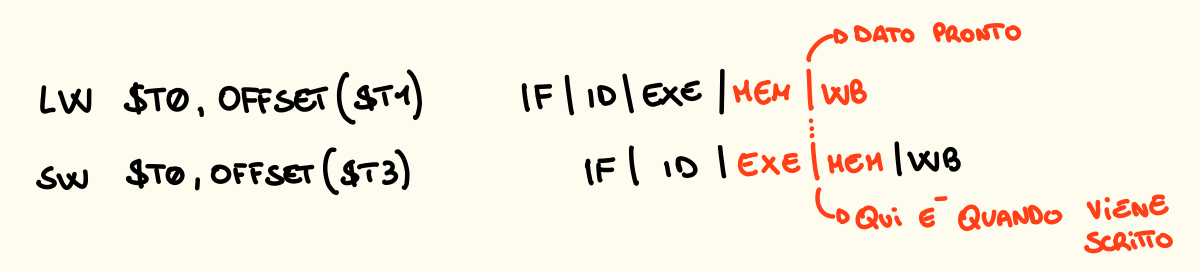 DATO PRONTO
LW $T0, OFFSET($T1) IF | ID | EXE | MEM | WB
SW $T0, OFFSET($T3) IF | ID | EXE | MEM | WB
QUI E‾ QUANDO VIENE
SCRITTO